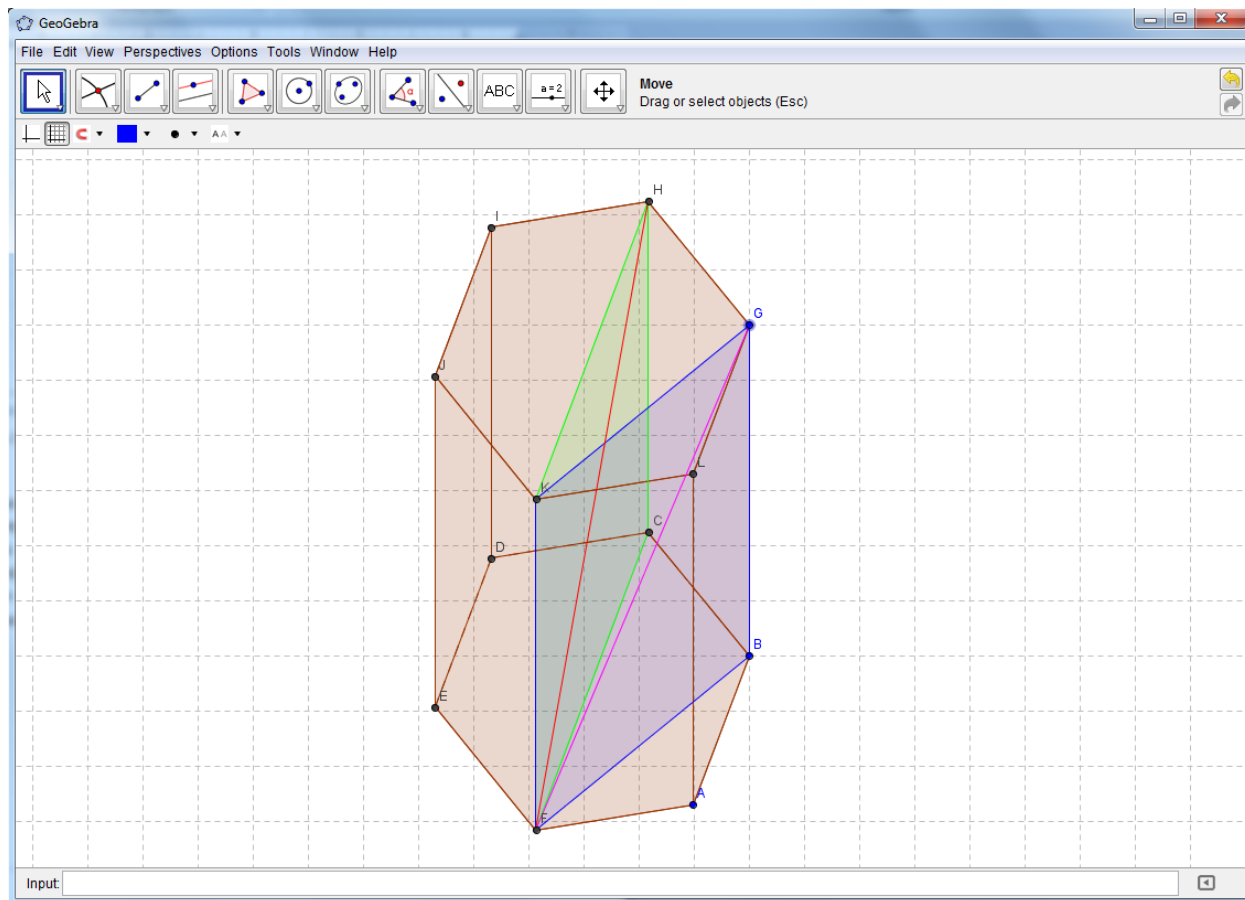 GeoGebra
File Edit View Perspectives Options Tools Window Help
ABC
a = 2
α
Move
Drag or select objects (Esc)
A A
H
I
G
J
L
K
C
D
B
E
A
F
Input: